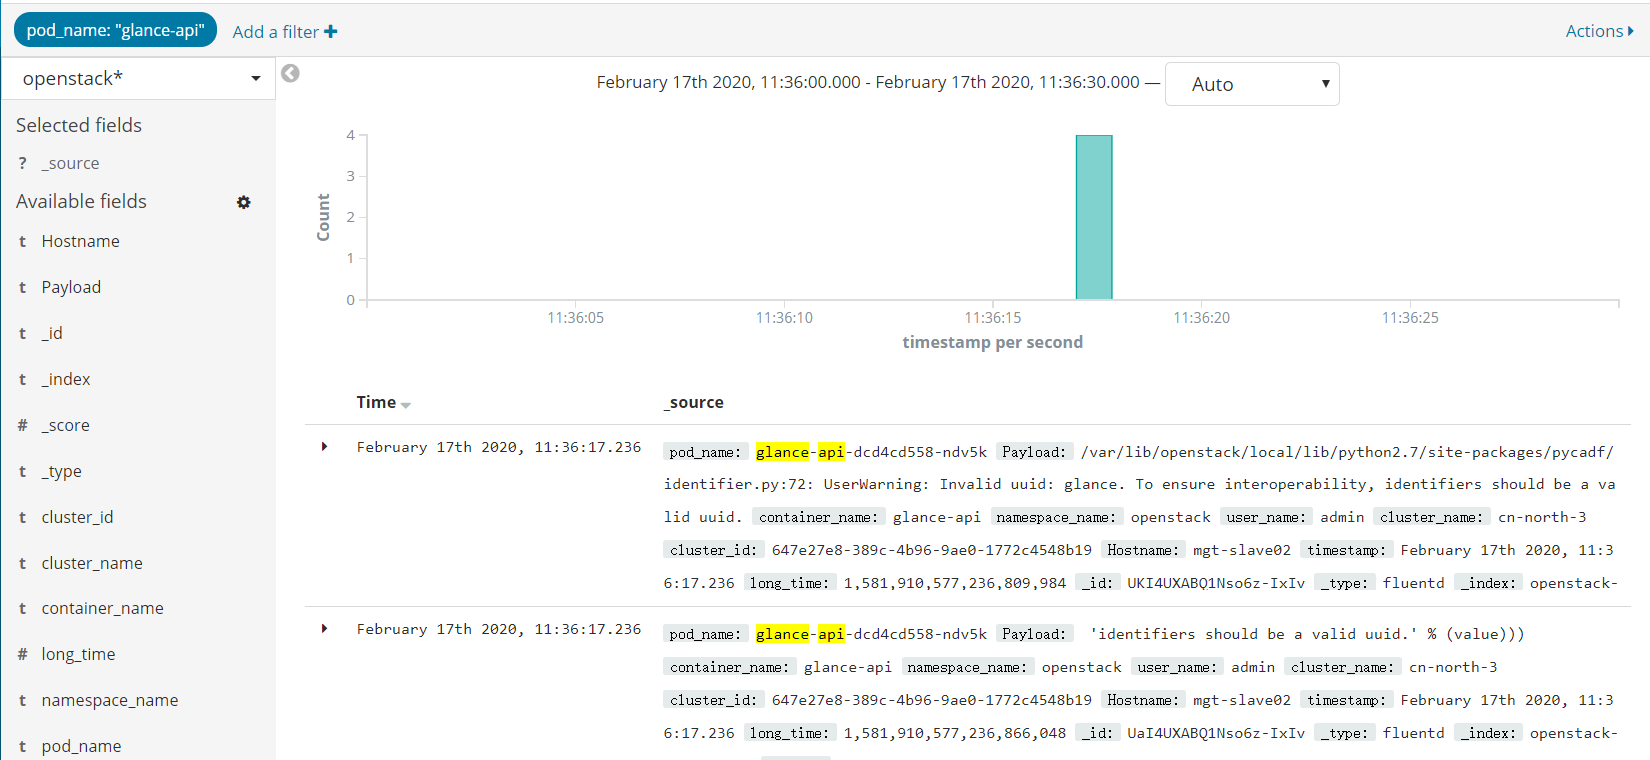 pod_name: "glance-api" Add a filter + Actions
openstack*
February 17th 2020, 11:36:00.000 - February 17th 2020, 11:36:30.000 — Auto
Selected fields
? _source
Available fields
t Hostname
t Payload
t _id
t _index
# _score
t _type
t cluster_id
t cluster_name
t container_name
# long_time
t namespace_name
t pod_name
Count
4
3
2
1
0
11:36:05 11:36:10 11:36:15 11:36:20 11:36:25
timestamp per second
Time _source
February 17th 2020, 11:36:17.236
pod_name: glance-api-dcd4cd558-ndv5k Payload: /var/lib/openstack/local/lib/python2.7/site-packages/pycadf/
identifier.py:72: UserWarning: Invalid uuid: glance. To ensure interoperability, identifiers should be a va
lid uuid. container_name: glance-api namespace_name: openstack user_name: admin cluster_name: cn-north-3
cluster_id: 647e27e8-389c-4b96-9ae0-1772c4548b19 Hostname: mgt-slave02 timestamp: February 17th 2020, 11:3
6:17.236 long_time: 1,581,910,577,236,809,984 _id: UKI4UXABQ1Nso6z-IxIv _type: fluentd _index: openstack-
February 17th 2020, 11:36:17.236
pod_name: glance-api-dcd4cd558-ndv5k Payload: 'identifiers should be a valid uuid.' % (value)))
container_name: glance-api namespace_name: openstack user_name: admin cluster_name: cn-north-3
cluster_id: 647e27e8-389c-4b96-9ae0-1772c4548b19 Hostname: mgt-slave02 timestamp: February 17th 2020, 11:3
6:17.236 long_time: 1,581,910,577,236,866,048 _id: UaI4UXABQ1Nso6z-IxIv _type: fluentd _index: openstack-